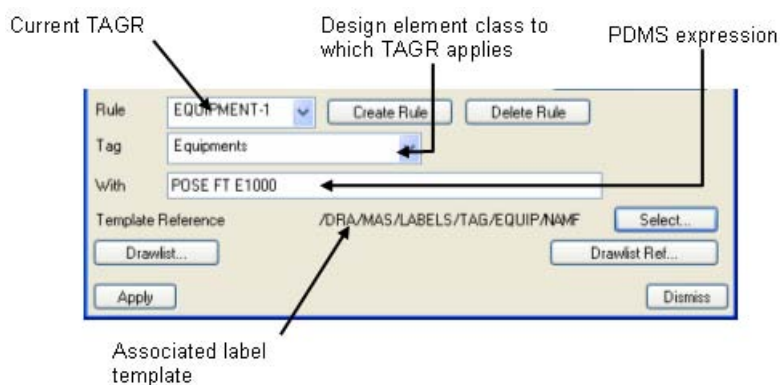 Current TAGR
Design element class to
which TAGR applies
PDMS expression
Rule
EQUIPMENT-1
Create Rule
Delete Rule
Tag
Equipments
With
POSE FT E1000
Template Reference
/DRA/MAS/LABELS/TAG/EQUIP/NAME
Select...
Drawlist...
Drawlist Ref...
Apply
Dismiss
Associated label
template